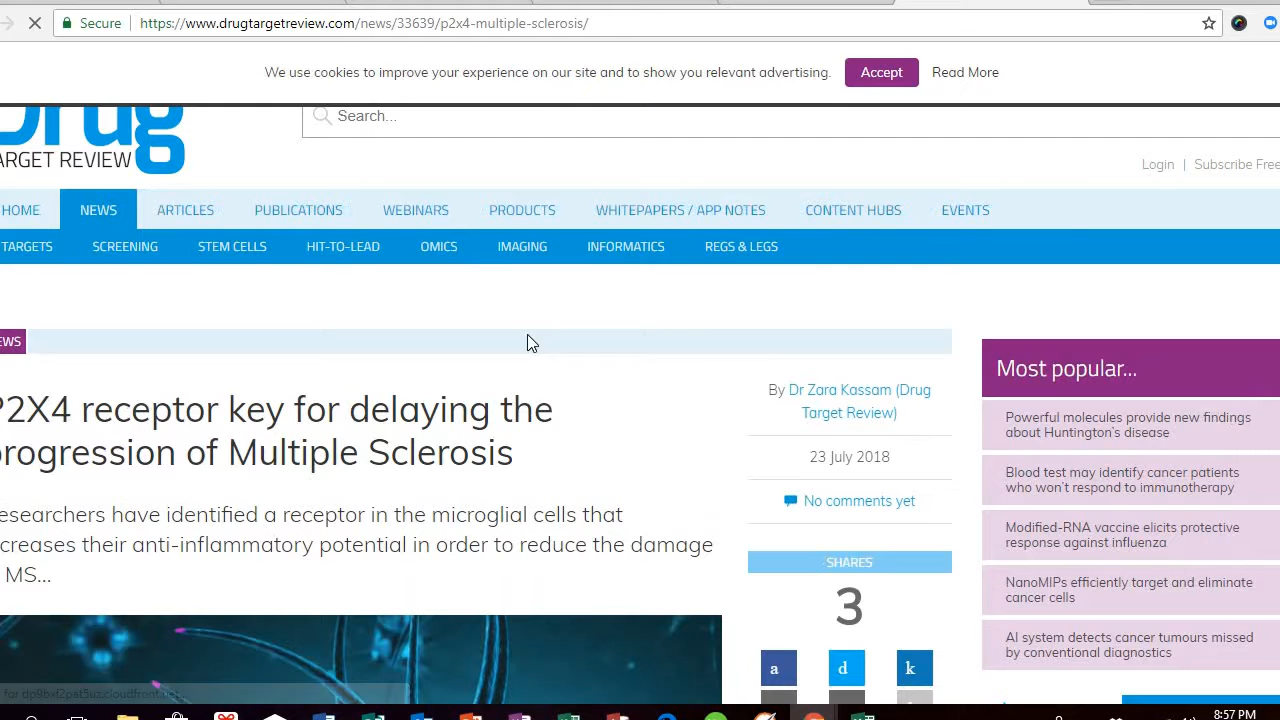 Secure https://www.drugtargetreview.com/news/33639/p2x4-multiple-sclerosis/
We use cookies to improve your experience on our site and to show you relevant advertising. Accept Read More
Drug
ARGET REVIEW
Search...
Login | Subscribe Free
HOME NEWS ARTICLES PUBLICATIONS WEBINARS PRODUCTS WHITEPAPERS / APP NOTES CONTENT HUBS EVENTS
TARGETS SCREENING STEM CELLS HIT-TO-LEAD OMICS IMAGING INFORMATICS REGS & LEGS
EWS
P2X4 receptor key for delaying the
progression of Multiple Sclerosis
esearchers have identified a receptor in the microglial cells that
creases their anti-inflammatory potential in order to reduce the damage
MS...
By Dr Zara Kassam (Drug
Target Review)
23 July 2018
No comments yet
SHARES
3
a d k
Most popular...
Powerful molecules provide new findings
about Huntington's disease
Blood test may identify cancer patients
who won't respond to immunotherapy
Modified-RNA vaccine elicits protective
response against influenza
NanoMIPs efficiently target and eliminate
cancer cells
AI system detects cancer tumours missed
by conventional diagnostics
8:57 PM